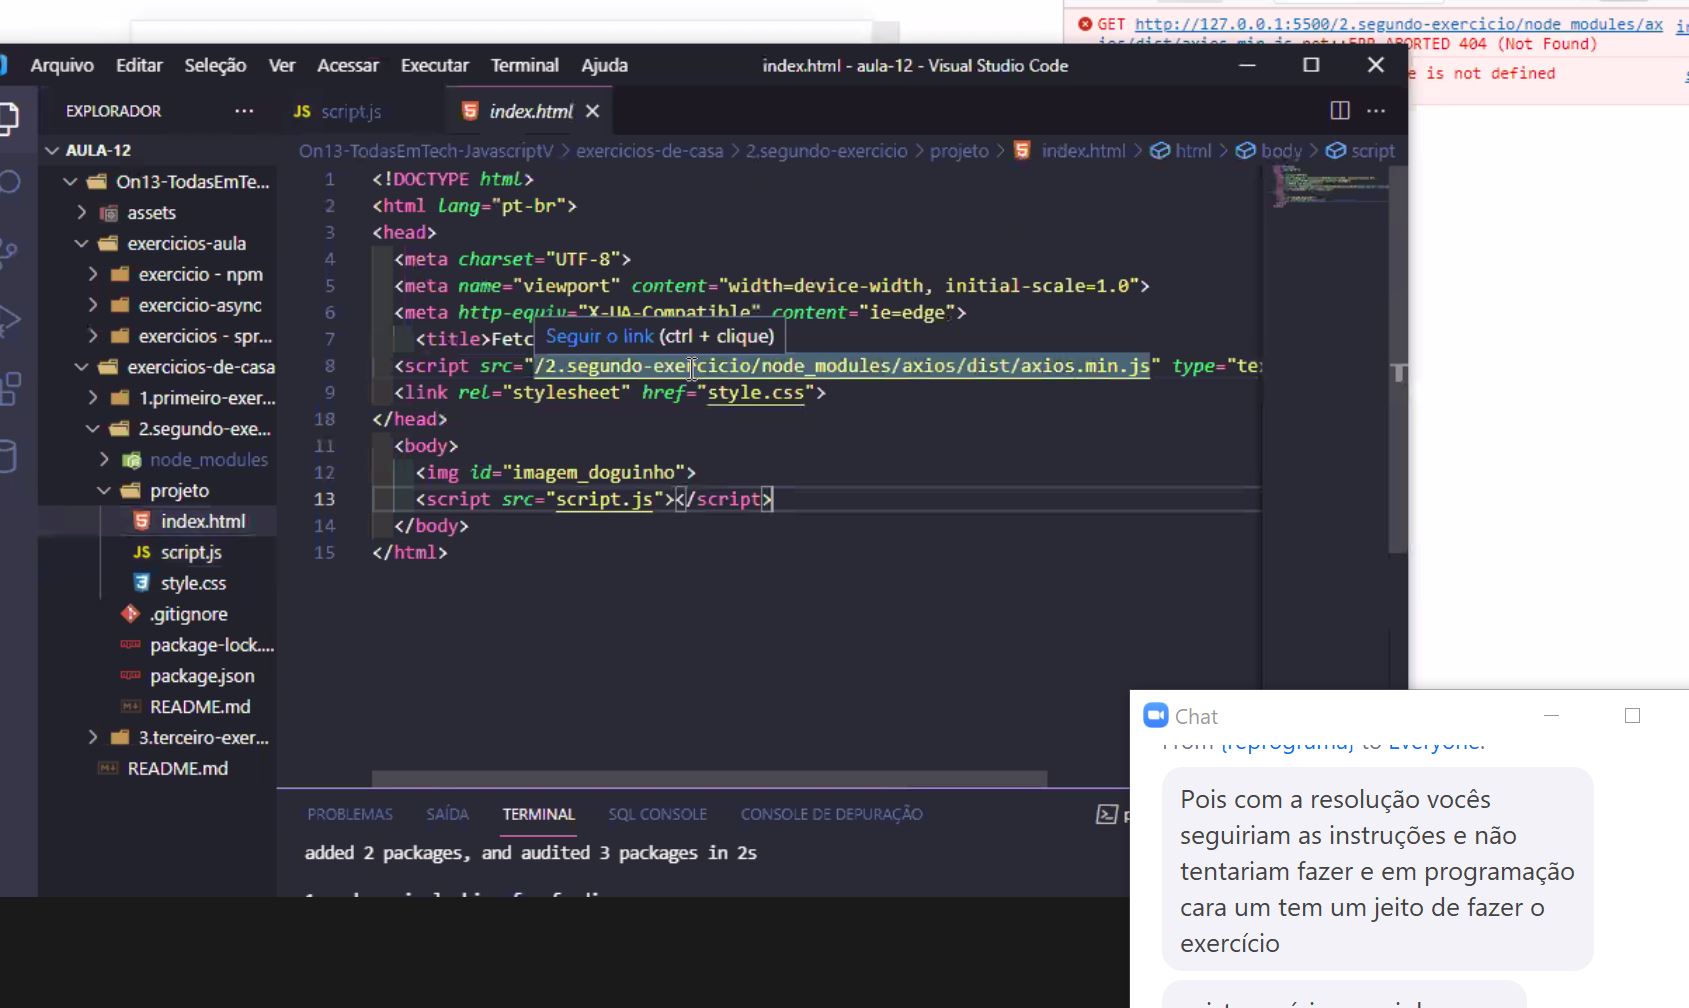 GET http://127.0.0.1:5500/2.segundo-exercicio/node_modules/ax
ios/dist/axios.min.js net::ERR_ABORTED 404 (Not Found)
is not defined
Arquivo Editar Seleção Ver Acessar Executar Terminal Ajuda index.html - aula-12 - Visual Studio Code
EXPLORADOR ··· JS script.js index.html
On13-TodasEmTech-JavascriptV > exercicios-de-casa > 2.segundo-exercicio > projeto > index.html > html > body > script
AULA-12
On13-TodasEmTe...
assets
exercicios-aula
exercicio - npm
exercicio-async
exercicios - spr...
exercicios-de-casa
1.primeiro-exer...
2.segundo-exe...
node_modules
projeto
index.html
JS script.js
style.css
.gitignore
package-lock....
package.json
README.md
3.terceiro-exer...
README.md
1 <!DOCTYPE html>
2 <html lang="pt-br">
3 <head>
4 <meta charset="UTF-8">
5 <meta name="viewport" content="width=device-width, initial-scale=1.0">
6 <meta http-equiv="X-UA-Compatible" content="ie=edge">
7 <title>Fetc
Seguir o link (ctrl + clique)
8 <script src="/2.segundo-exercicio/node_modules/axios/dist/axios.min.js" type="te
9 <link rel="stylesheet" href="style.css">
10 </head>
11 <body>
12 <img id="imagem_doguinho">
13 <script src="script.js"></script>
14 </body>
15 </html>
PROBLEMAS SAÍDA TERMINAL SQL CONSOLE CONSOLE DE DEPURAÇÃO
added 2 packages, and audited 3 packages in 2s
Chat
From {reprograma} to Everyone:
Pois com a resolução vocês
seguiriam as instruções e não
tentariam fazer e em programação
cara um tem um jeito de fazer o
exercício